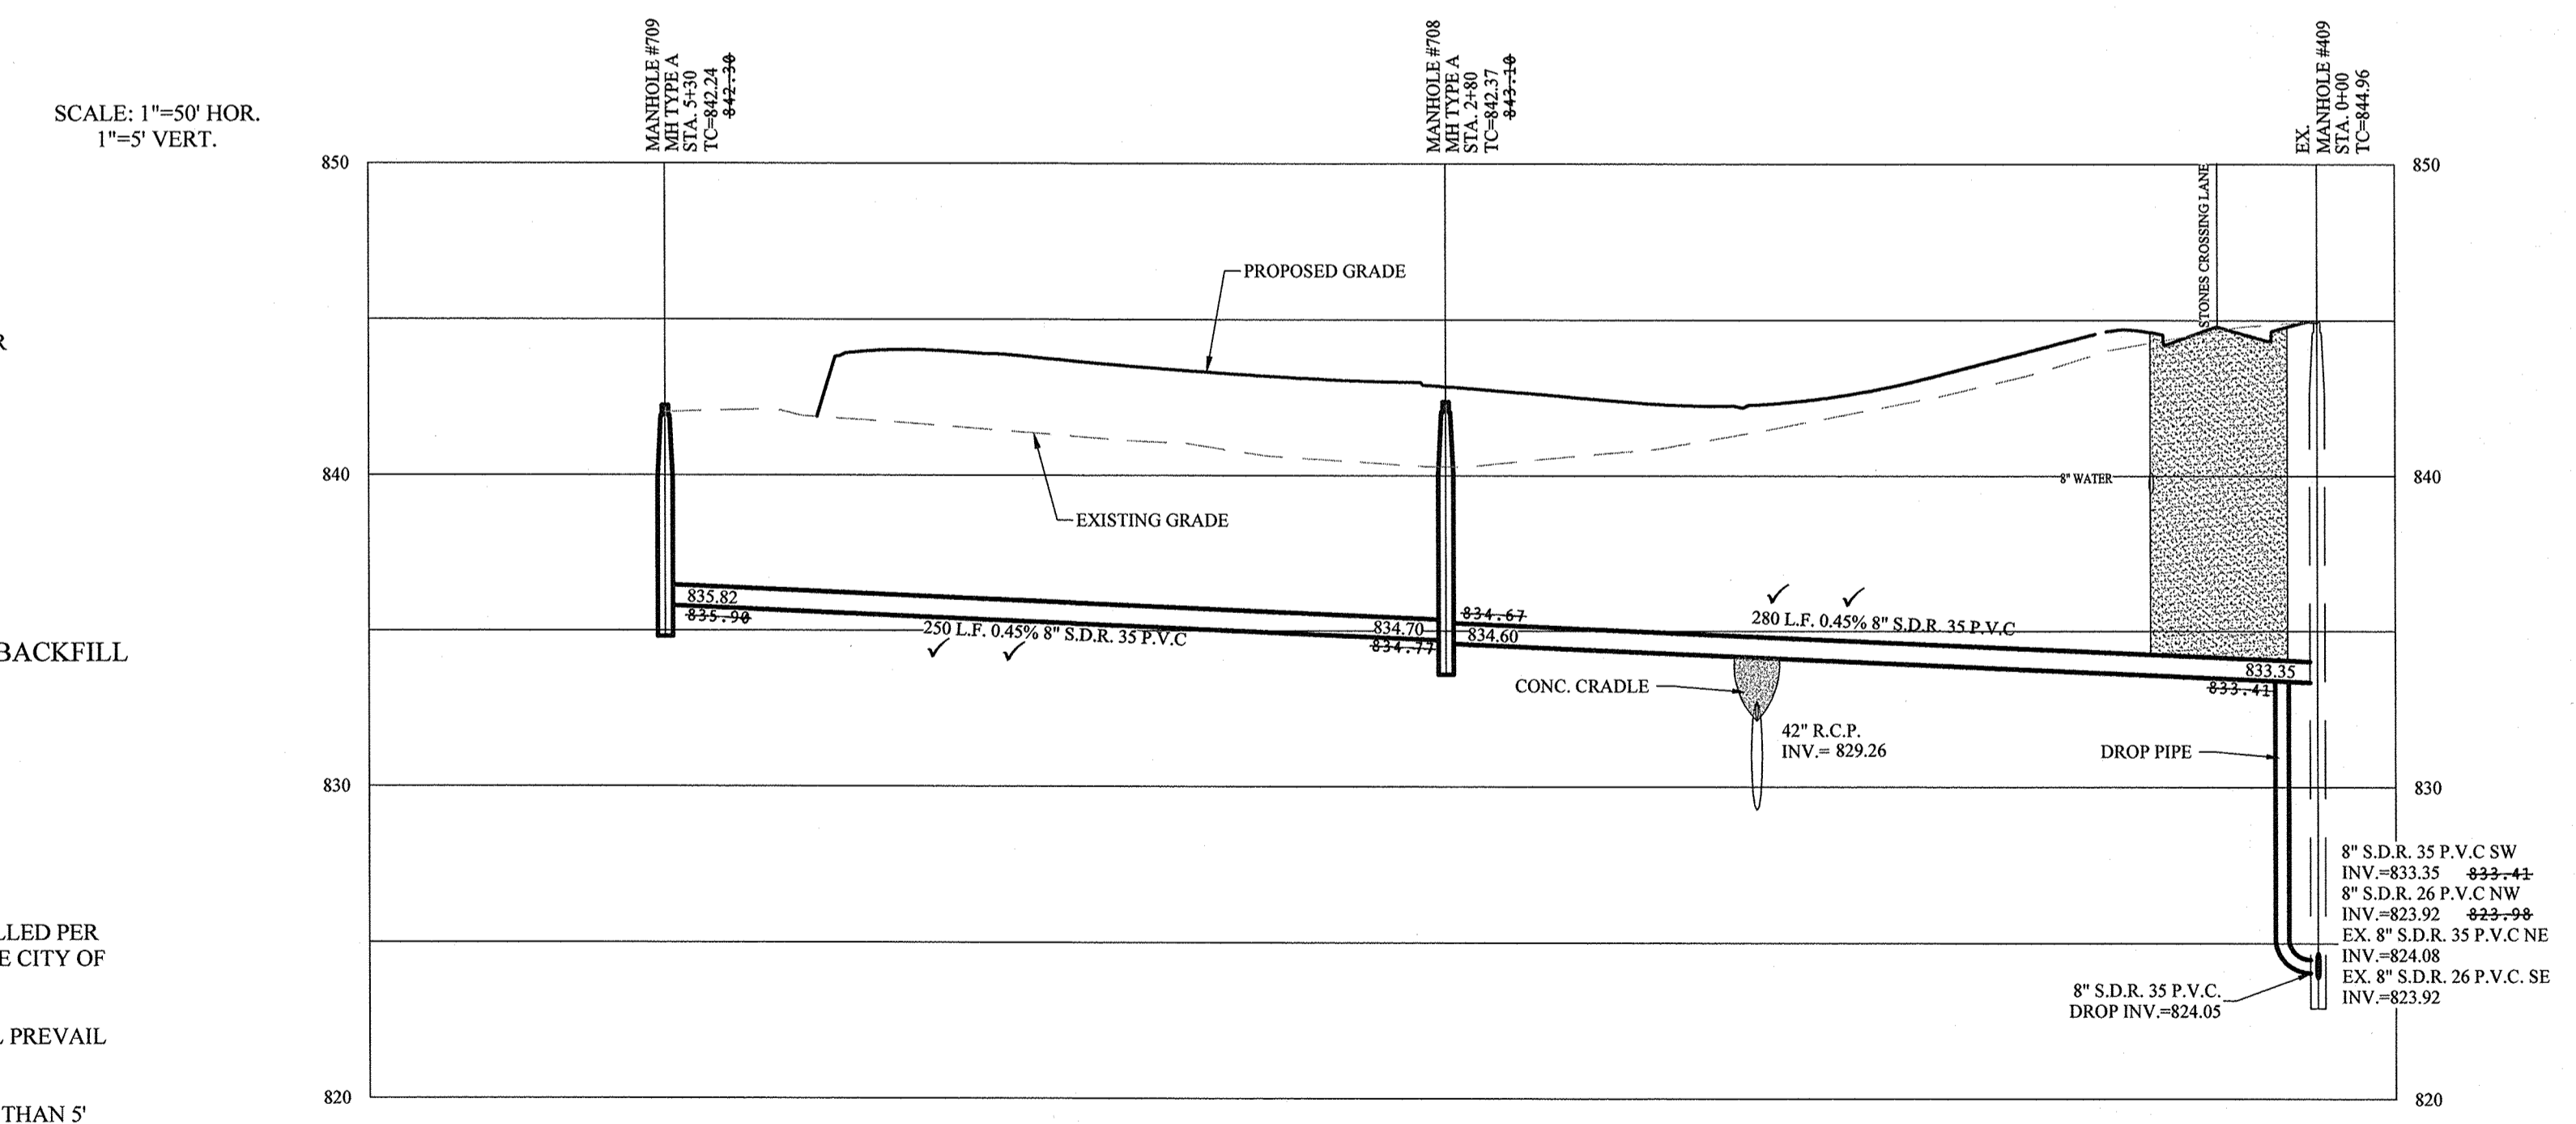 SCALE: 1"=50' HOR.
1"=5' VERT.
R
BACKFILL
LLED PER
E CITY OF
L PREVAIL
THAN 5'
MANHOLE #709
MH TYPE A
STA. 5+30
TC=842.24
842.30
MANHOLE #708
MH TYPE A
STA. 2+80
TC=842.37
843.10
EX.
MANHOLE #409
STA. 0+00
TC=844.96
850
850
STONES CROSSING LANE
PROPOSED GRADE
840
840
8" WATER
EXISTING GRADE
835.82
835.90
250 L.F. 0.45% 8" S.D.R. 35 P.V.C
834.70
834.77
834.67
834.60
280 L.F. 0.45% 8" S.D.R. 35 P.V.C
833.35
833.41
CONC. CRADLE
42" R.C.P.
INV.= 829.26
DROP PIPE
830
830
8" S.D.R. 35 P.V.C SW
INV.=833.35 833.41
8" S.D.R. 26 P.V.C NW
INV.=823.92 823.98
EX. 8" S.D.R. 35 P.V.C NE
INV.=824.08
EX. 8" S.D.R. 26 P.V.C. SE
INV.=823.92
8" S.D.R. 35 P.V.C.
DROP INV.=824.05
820
820